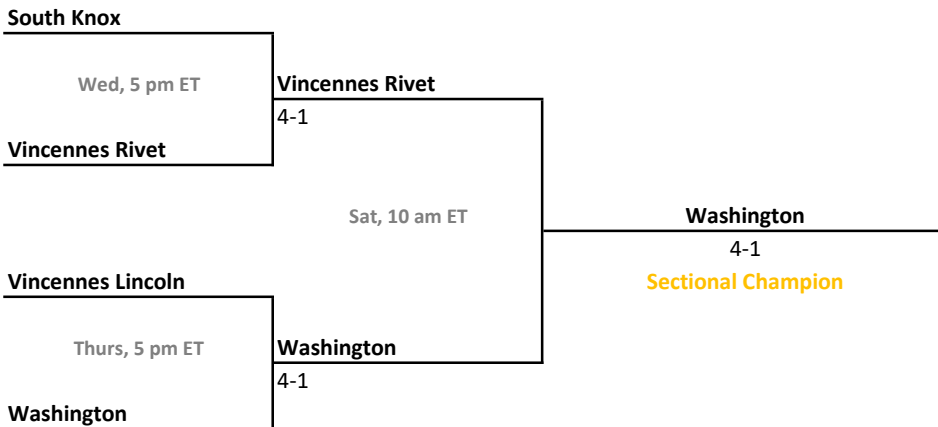 South Knox
Wed, 5 pm ET
Vincennes Rivet
4-1
Vincennes Rivet
Sat, 10 am ET
Washington
4-1
Sectional Champion
Vincennes Lincoln
Thurs, 5 pm ET
Washington
4-1
Washington